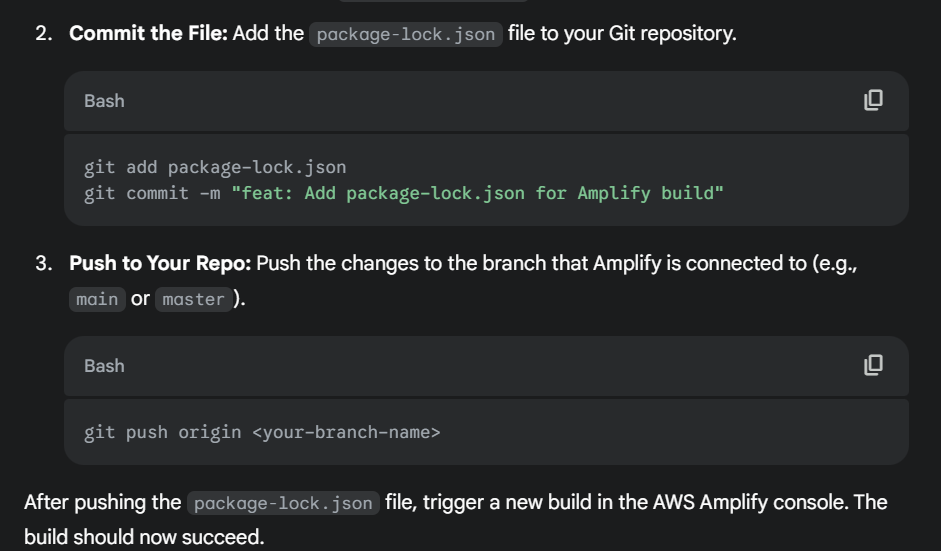 2. Commit the File: Add the package-lock.json file to your Git repository.
Bash
git add package-lock.json
git commit -m "feat: Add package-lock.json for Amplify build"
3. Push to Your Repo: Push the changes to the branch that Amplify is connected to (e.g.,
main or master ).
Bash
git push origin <your-branch-name>
After pushing the package-lock.json file, trigger a new build in the AWS Amplify console. The
build should now succeed.